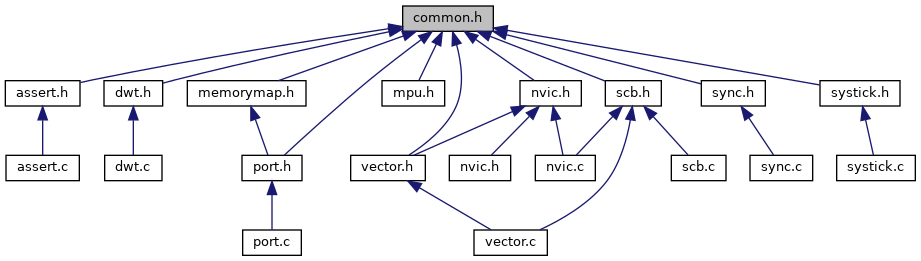 common.h
assert.h
dwt.h
memorymap.h
mpu.h
nvic.h
scb.h
sync.h
systick.h
assert.c
dwt.c
port.h
vector.h
nvic.h
nvic.c
scb.c
sync.c
systick.c
port.c
vector.c